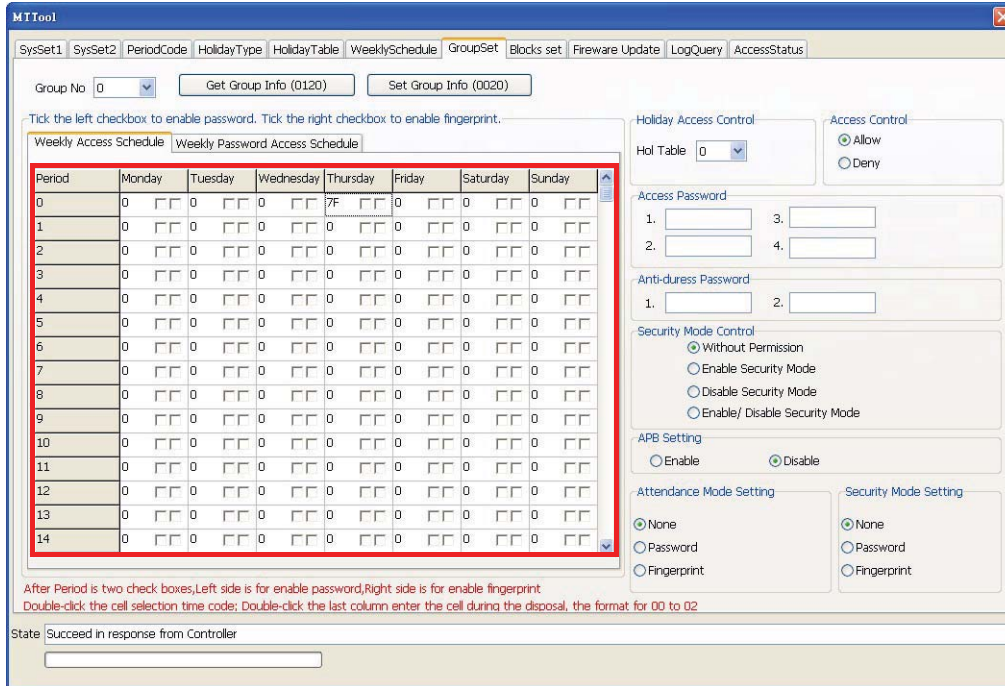 MTTool
SysSet1 SysSet2 PeriodCode HolidayType HolidayTable WeeklySchedule GroupSet Blocks set Fireware Update LogQuery AccessStatus
Group No 0 Get Group Info (0120) Set Group Info (0020)
Tick the left checkbox to enable password. Tick the right checkbox to enable fingerprint.
Weekly Access Schedule Weekly Password Access Schedule
Period Monday Tuesday Wednesday Thursday Friday Saturday Sunday
0 0 0 0 7F 0 0 0
1 0 0 0 0 0 0 0
2 0 0 0 0 0 0 0
3 0 0 0 0 0 0 0
4 0 0 0 0 0 0 0
5 0 0 0 0 0 0 0
6 0 0 0 0 0 0 0
7 0 0 0 0 0 0 0
8 0 0 0 0 0 0 0
9 0 0 0 0 0 0 0
10 0 0 0 0 0 0 0
11 0 0 0 0 0 0 0
12 0 0 0 0 0 0 0
13 0 0 0 0 0 0 0
14 0 0 0 0 0 0 0
Holiday Access Control
Hol Table 0
Access Control
Allow
Deny
Access Password
1. 3.
2. 4.
Anti-duress Password
1. 2.
Security Mode Control
Without Permission
Enable Security Mode
Disable Security Mode
Enable/ Disable Security Mode
APB Setting
Enable Disable
Attendance Mode Setting
None
Password
Fingerprint
Security Mode Setting
None
Password
Fingerprint
After Period is two check boxes,Left side is for enable password,Right side is for enable fingerprint
Double-click the cell selection time code; Double-click the last column enter the cell during the disposal, the format for 00 to 02
State Succeed in response from Controller